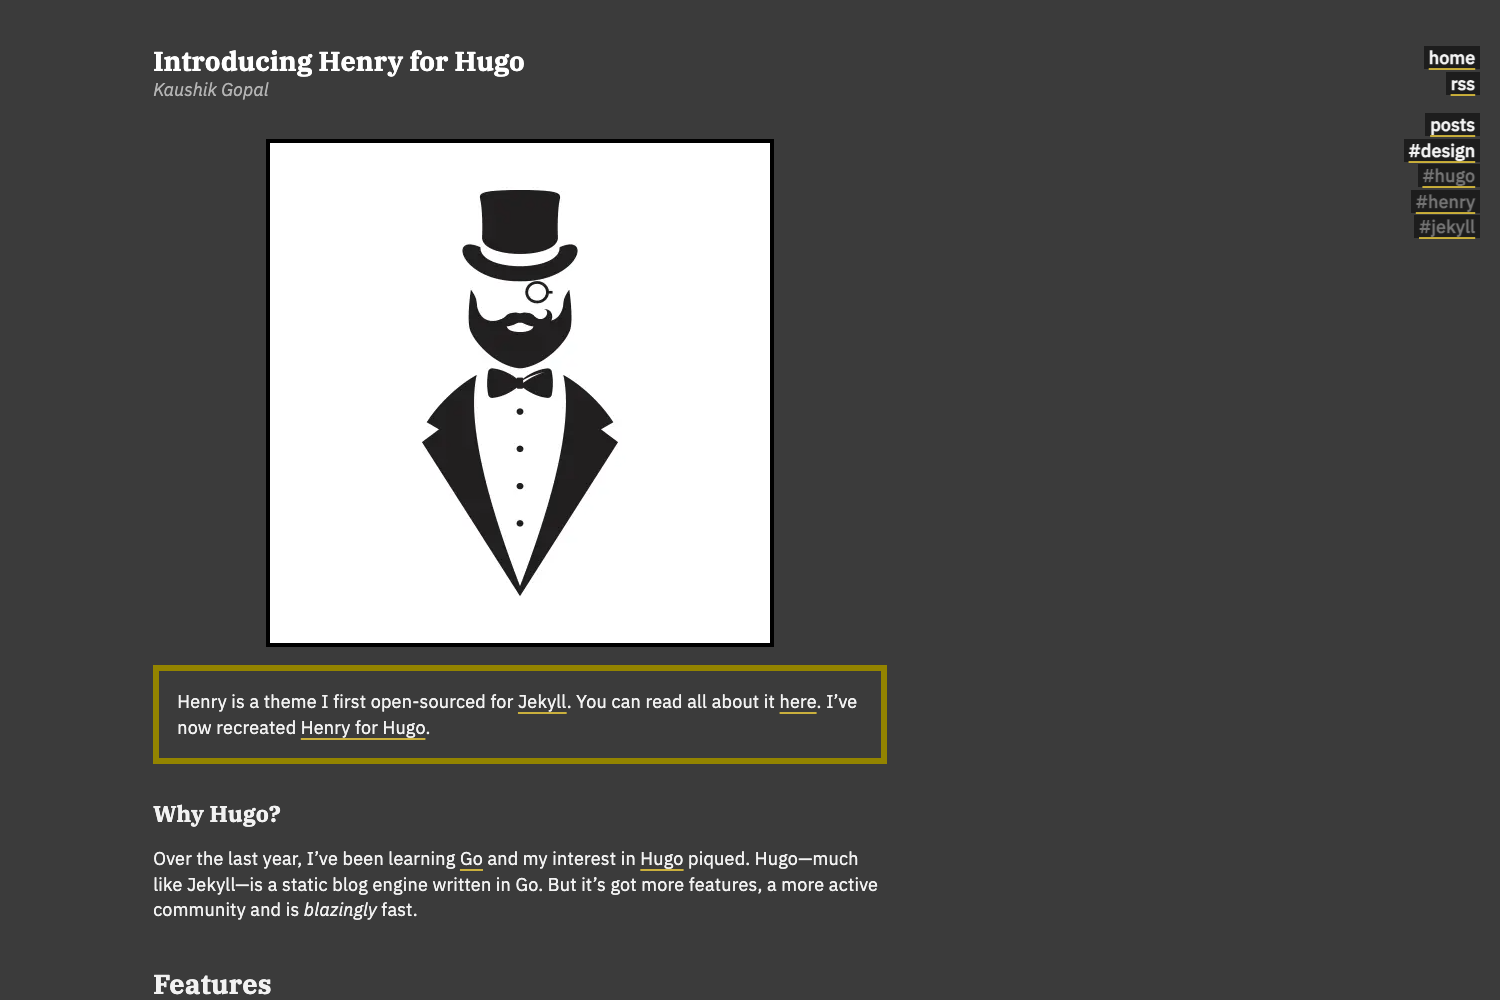 Introducing Henry for Hugo
Kaushik Gopal
home
rss
posts
#design
#hugo
#henry
#jekyll
Henry is a theme I first open-sourced for Jekyll. You can read all about it here. I’ve
now recreated Henry for Hugo.
Why Hugo?
Over the last year, I’ve been learning Go and my interest in Hugo piqued. Hugo—much
like Jekyll—is a static blog engine written in Go. But it’s got more features, a more active
community and is blazingly fast.
Features